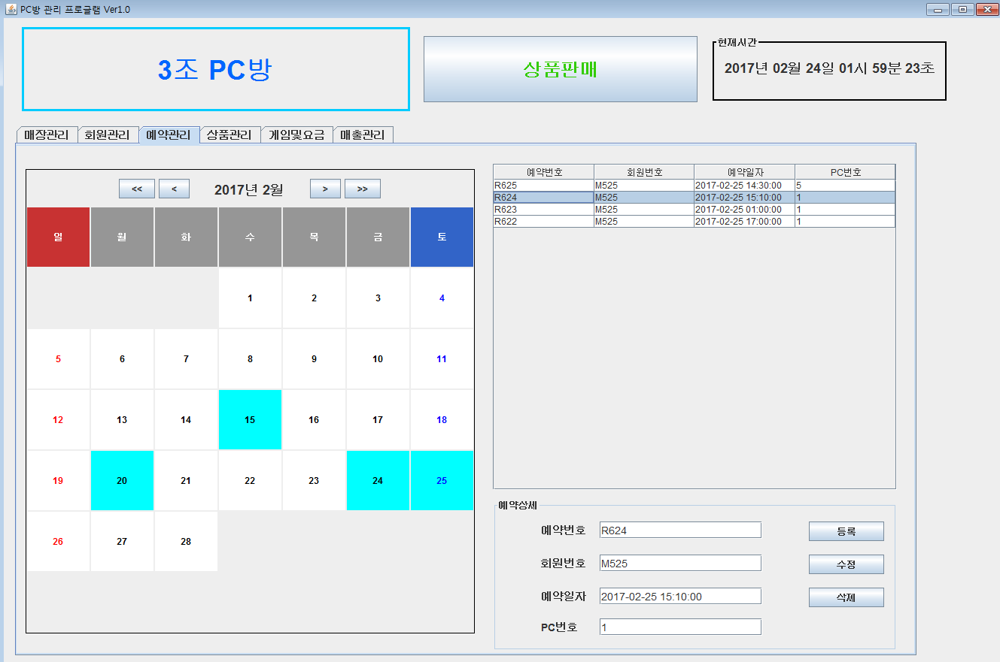 PC방 관리 프로그램 Ver1.0
3조 PC방
상품판매
현재시간
2017년 02월 24일 01시 59분 23초
매장관리 회원관리 예약관리 상품관리 게임및요금 매출관리
<< < 2017년 2월 > >>
일 월 화 수 목 금 토
1 2 3 4
5 6 7 8 9 10 11
12 13 14 15 16 17 18
19 20 21 22 23 24 25
26 27 28
예약번호 회원번호 예약일자 PC번호
R625 M525 2017-02-25 14:30:00 5
R624 M525 2017-02-25 15:10:00 1
R623 M525 2017-02-25 01:00:00 1
R622 M525 2017-02-25 17:00:00 1
예약상세
예약번호 R624 등록
회원번호 M525 수정
예약일자 2017-02-25 15:10:00 삭제
PC번호 1